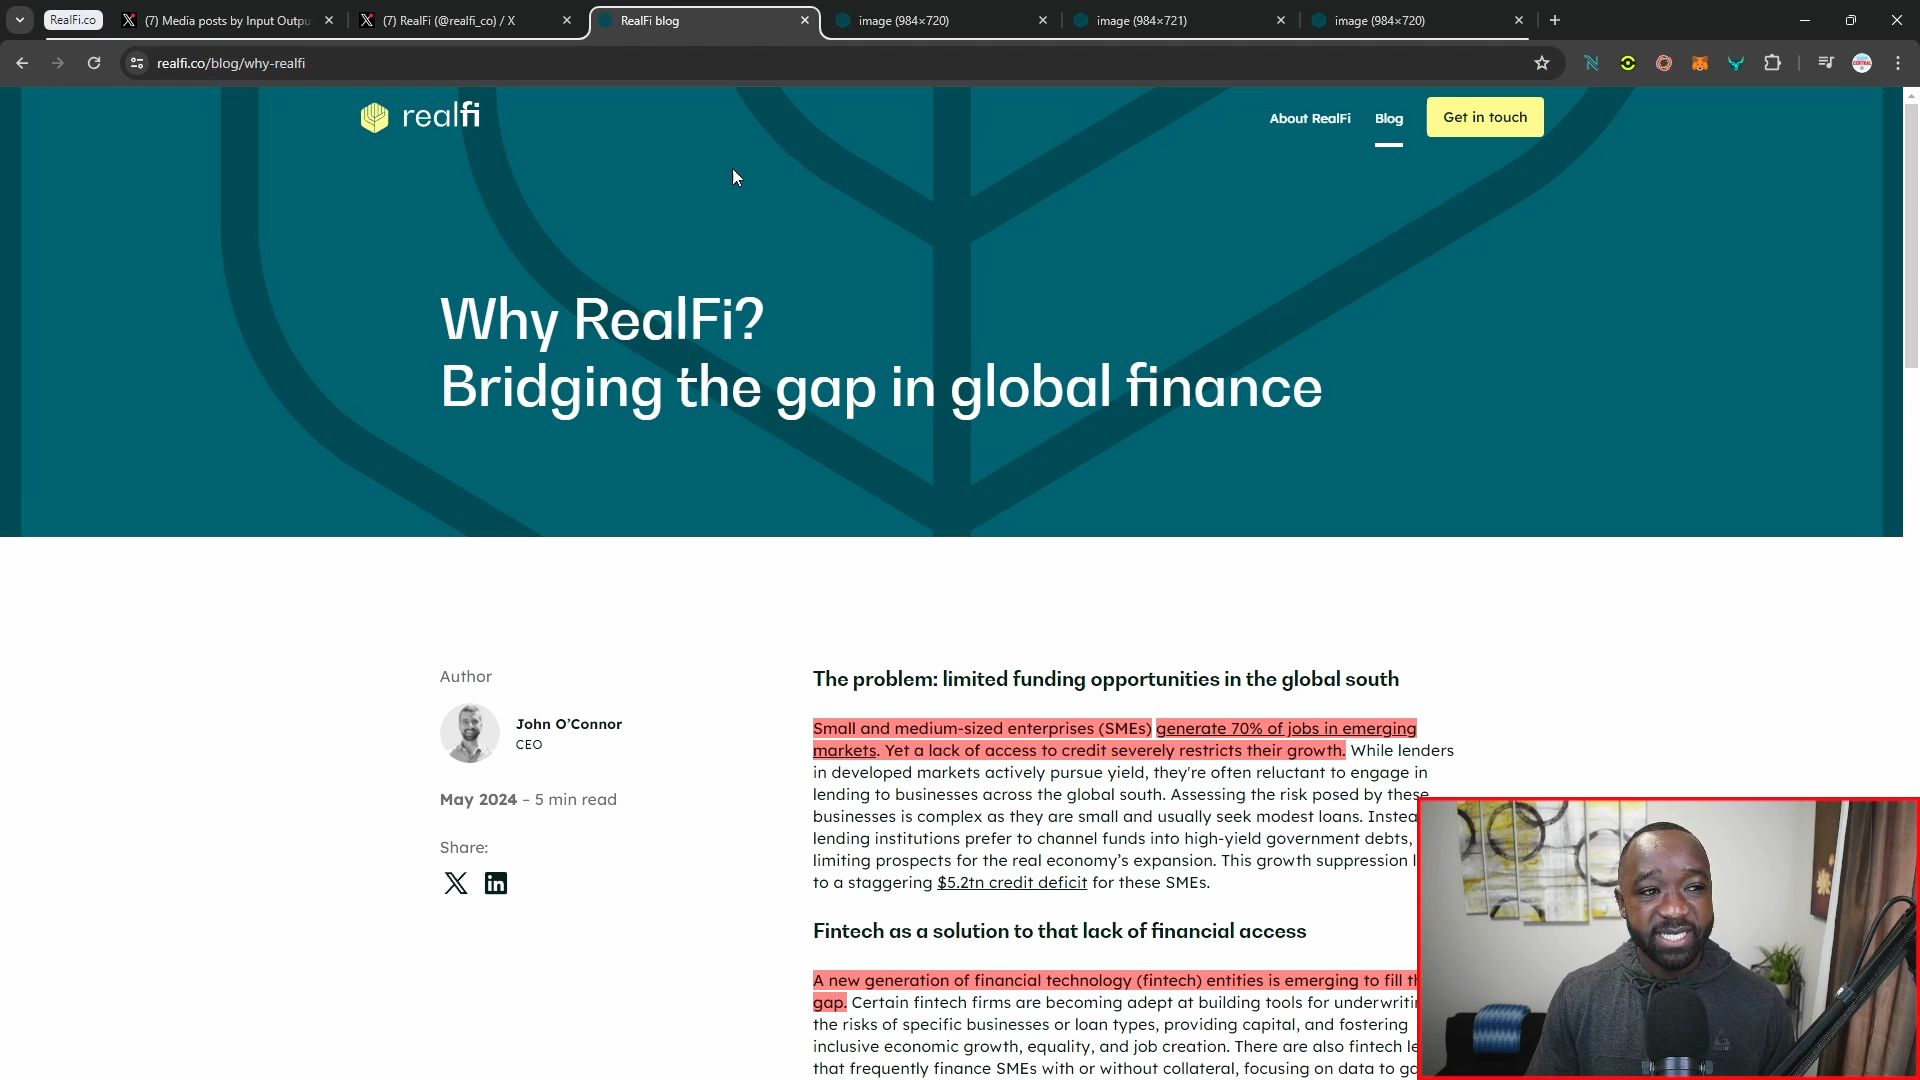 RealFi.co
(7) Media posts by Input Outpu
(7) RealFi (@realfi_co) / X
RealFi blog
image (984×720)
image (984×721)
image (984×720)
realfi.co/blog/why-realfi
realfi
About RealFi
Blog
Get in touch
Why RealFi?
Bridging the gap in global finance
Author
John O’Connor
CEO
May 2024 – 5 min read
Share:
The problem: limited funding opportunities in the global south
Small and medium-sized enterprises (SMEs) generate 70% of jobs in emerging
markets. Yet a lack of access to credit severely restricts their growth. While lenders
in developed markets actively pursue yield, they're often reluctant to engage in
lending to businesses across the global south. Assessing the risk posed by these
businesses is complex as they are small and usually seek modest loans. Instea
lending institutions prefer to channel funds into high-yield government debts,
limiting prospects for the real economy’s expansion. This growth suppression l
to a staggering $5.2tn credit deficit for these SMEs.
Fintech as a solution to that lack of financial access
A new generation of financial technology (fintech) entities is emerging to fill th
gap. Certain fintech firms are becoming adept at building tools for underwritin
the risks of specific businesses or loan types, providing capital, and fostering
inclusive economic growth, equality, and job creation. There are also fintech le
that frequently finance SMEs with or without collateral, focusing on data to ga